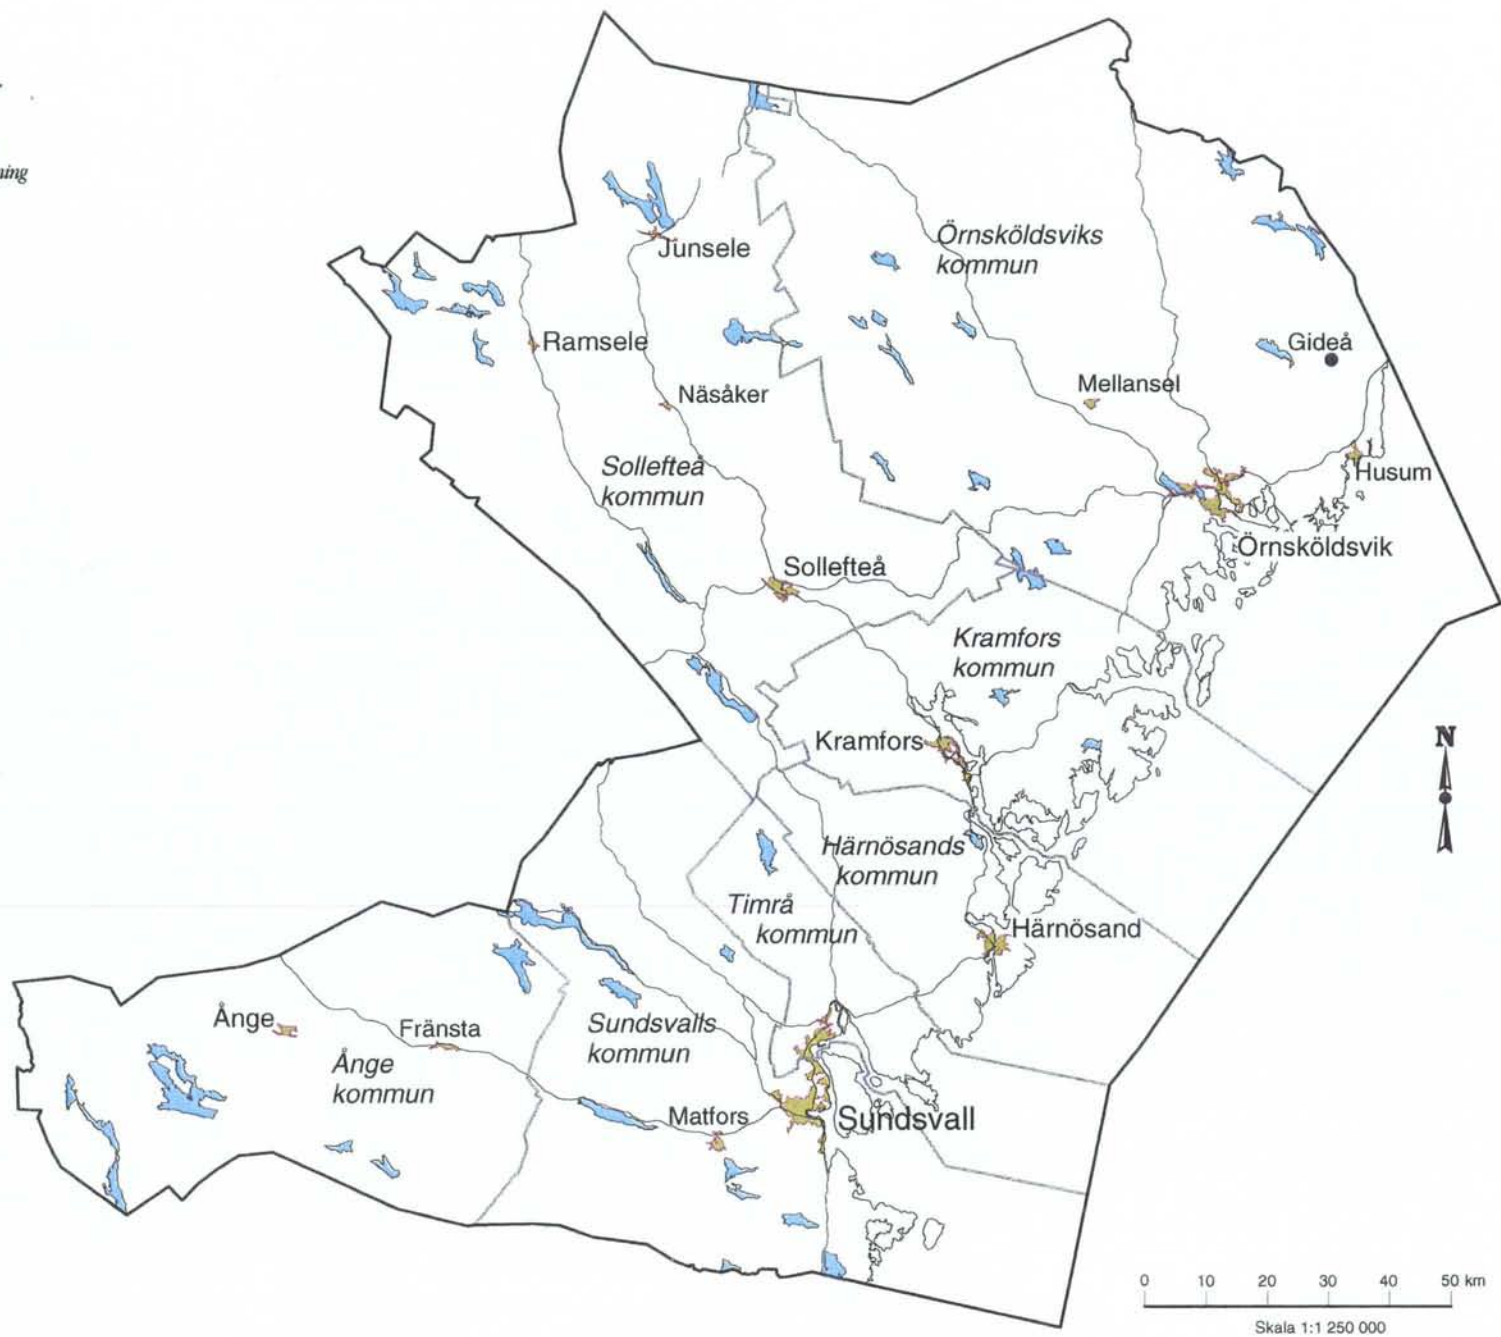 Örnsköldsviks
kommun
Junsele
Ramsele
Gideå
Mellansel
Näsåker
Sollefteå
kommun
Husum
Örnsköldsvik
Sollefteå
Kramfors
kommun
Kramfors
N
Härnösands
kommun
Timrå
kommun
Härnösand
Ånge
Fränsta
Sundsvalls
kommun
Ånge
kommun
Matfors
Sundsvall
0 10 20 30 40 50 km
Skala 1:1 250 000